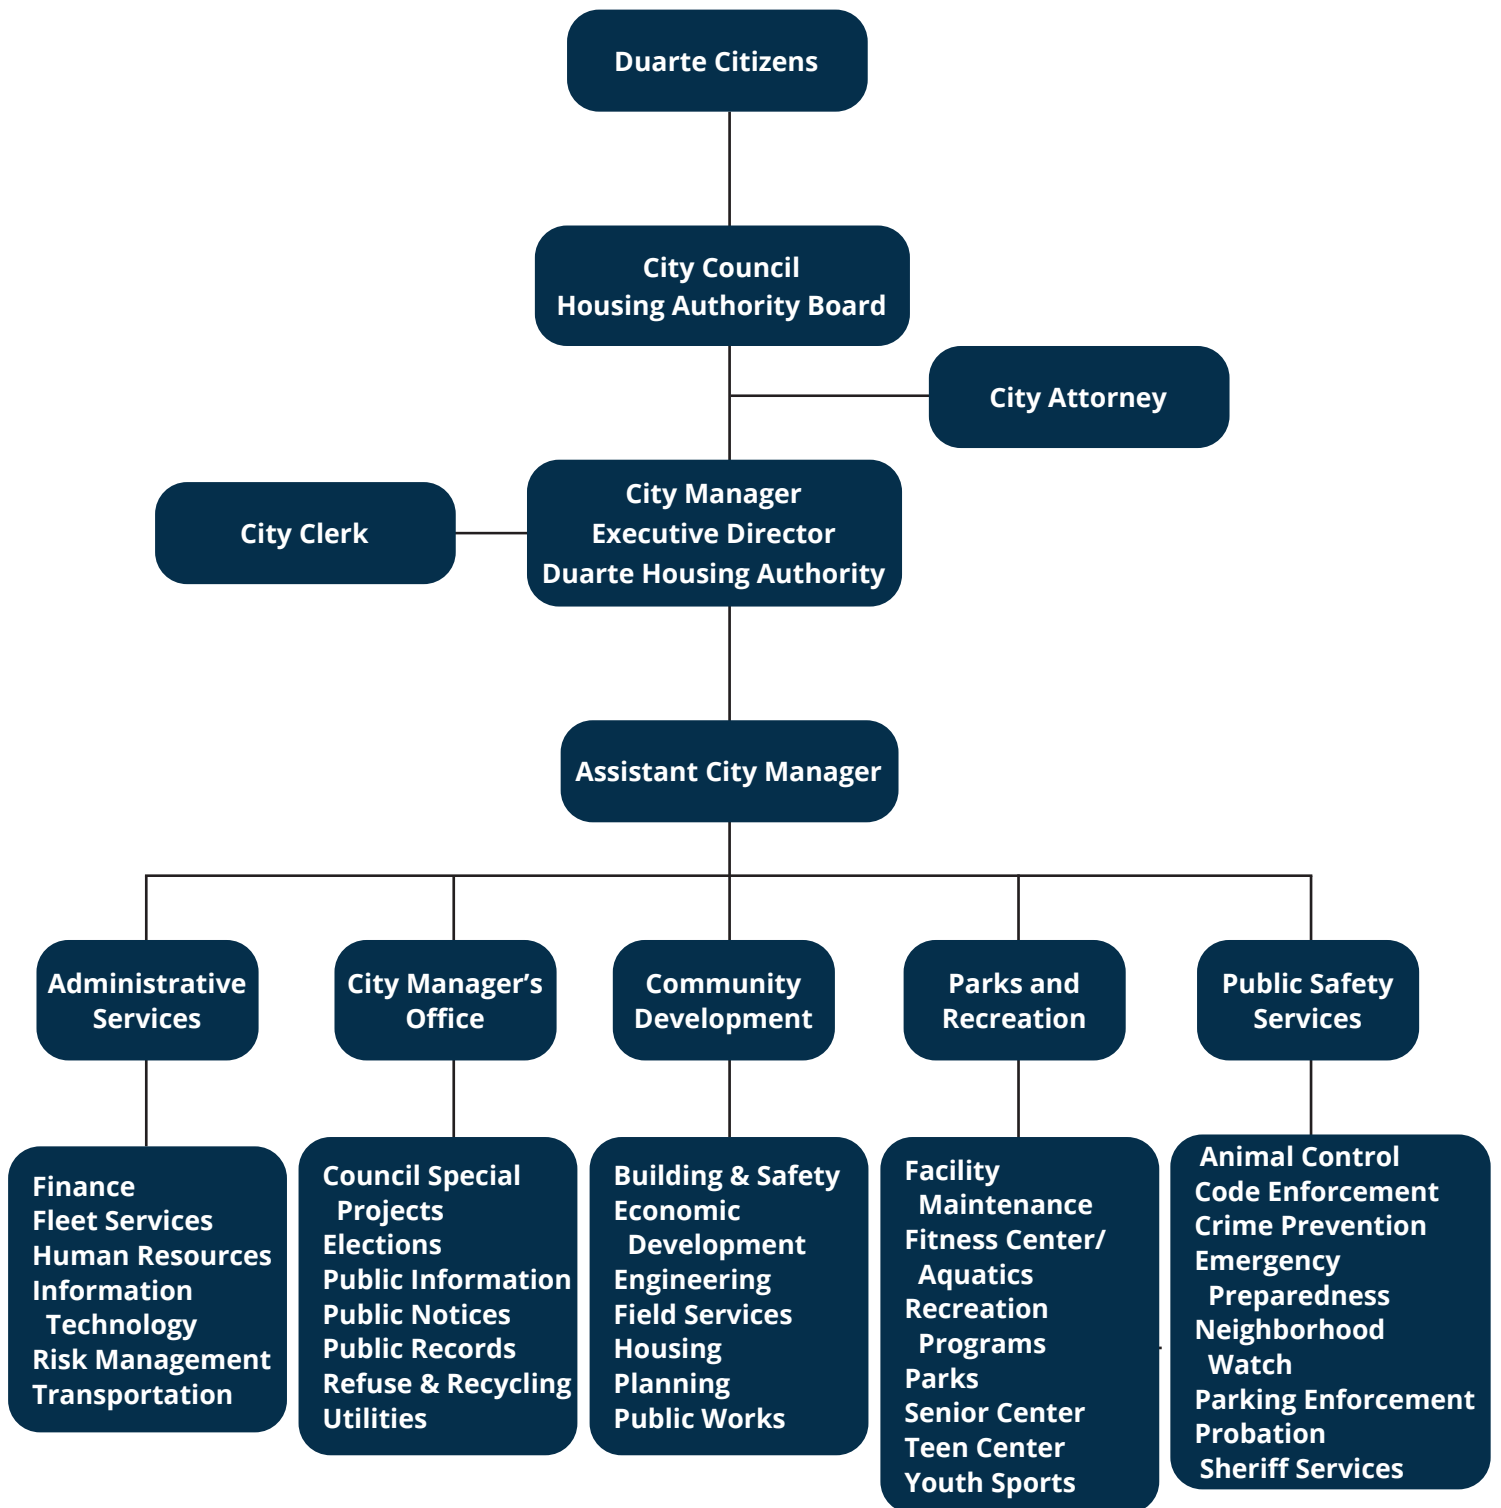 Duarte Citizens
City Council
Housing Authority Board
City Attorney
City Manager
Executive Director
Duarte Housing Authority
City Clerk
Assistant City Manager
Administrative
Services
City Manager’s
Office
Community
Development
Parks and
Recreation
Public Safety
Services
Finance
Fleet Services
Human Resources
Information
Technology
Risk Management
Transportation
Council Special
Projects
Elections
Public Information
Public Notices
Public Records
Refuse & Recycling
Utilities
Building & Safety
Economic
Development
Engineering
Field Services
Housing
Planning
Public Works
Facility
Maintenance
Fitness Center/
Aquatics
Recreation
Programs
Parks
Senior Center
Teen Center
Youth Sports
Animal Control
Code Enforcement
Crime Prevention
Emergency
Preparedness
Neighborhood
Watch
Parking Enforcement
Probation
Sheriff Services